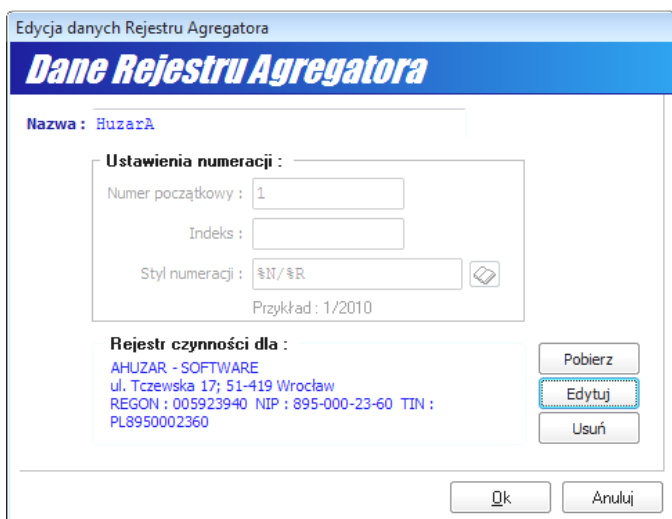 Edycja danych Rejestru Agregatora
Dane Rejestru Agregatora
Nazwa : HuzarA
Ustawienia numeracji :
Numer początkowy : 1
Indeks :
Styl numeracji : %N/%R
Przykład : 1/2010
Rejestr czynności dla :
AHUZAR - SOFTWARE
ul. Tczewska 17; 51-419 Wrocław
REGON : 005923940 NIP : 895-000-23-60 TIN :
PL8950002360
Pobierz
Edytuj
Usuń
Ok
Anuluj